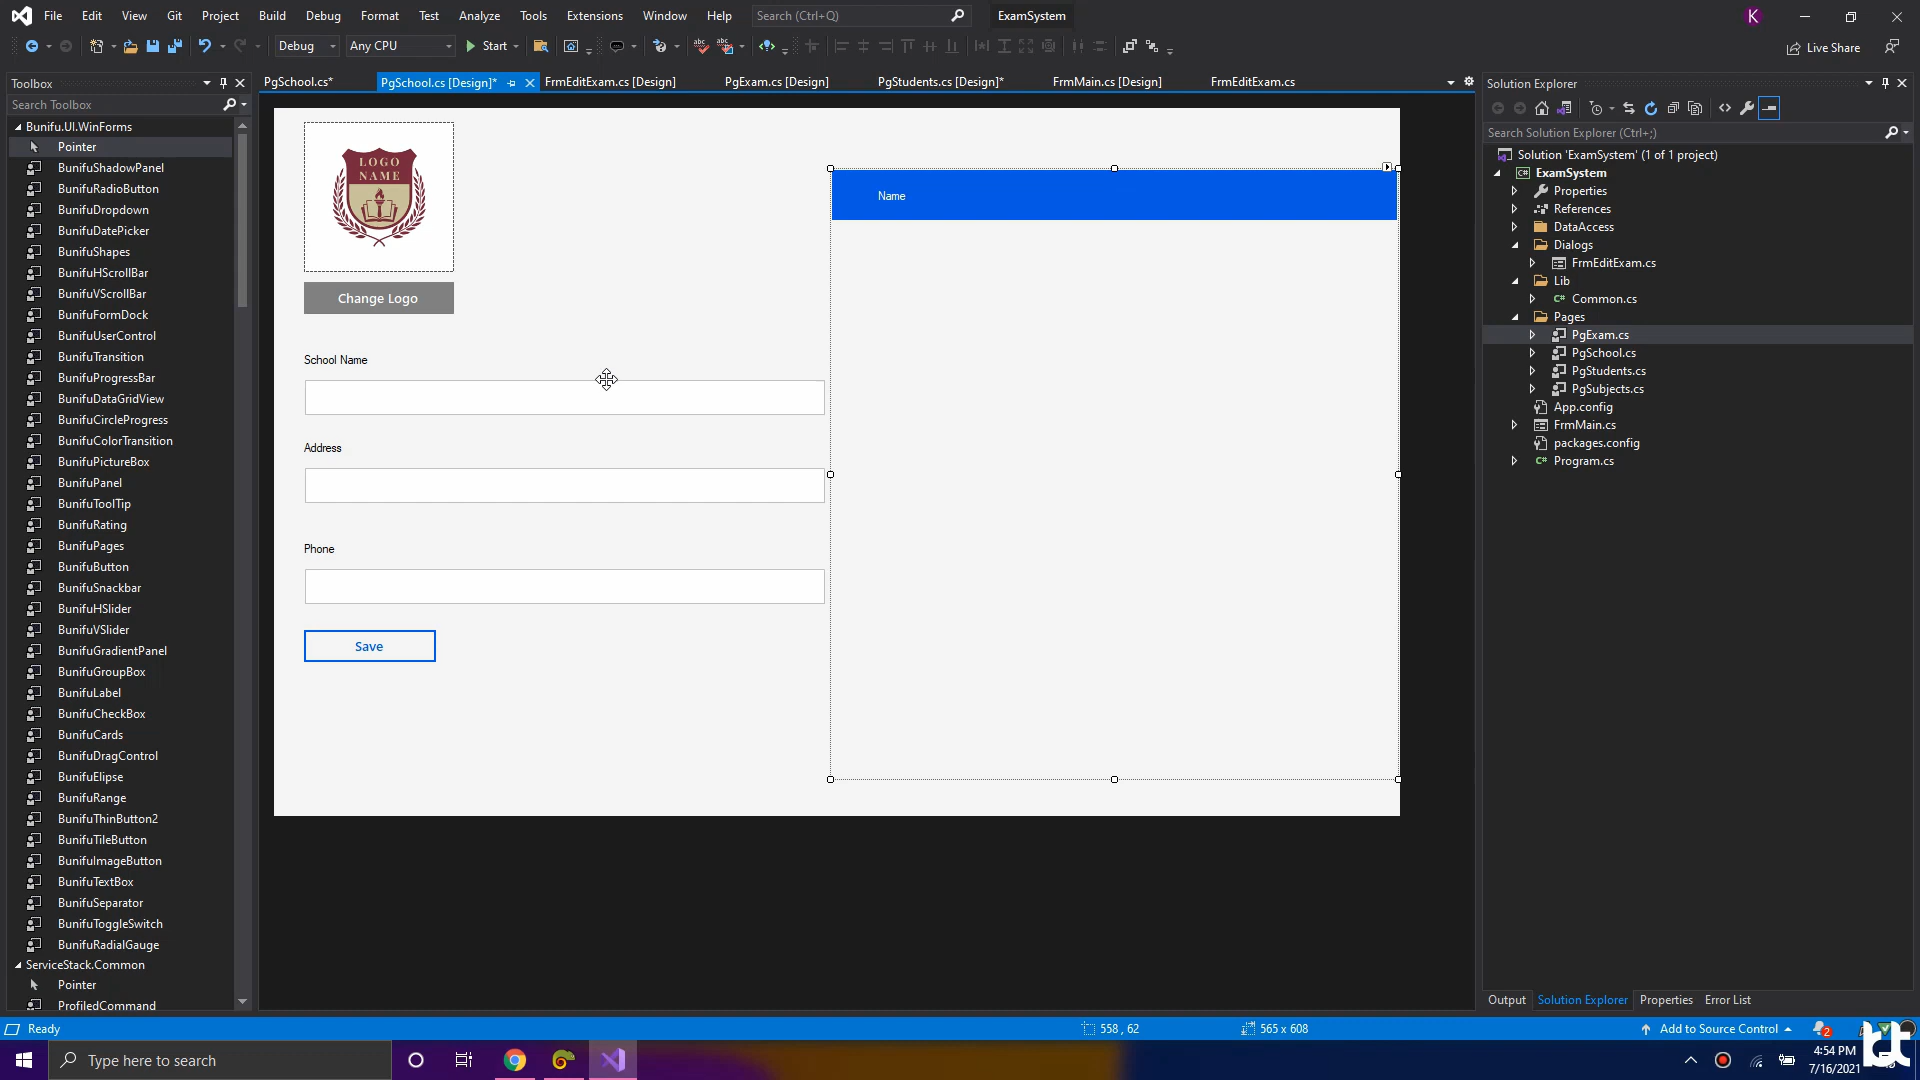 File Edit View Git Project Build Debug Format Test Analyze Tools Extensions Window Help Search (Ctrl+Q) ExamSystem K
Debug Any CPU Start Live Share
Toolbox
Search Toolbox
Bunifu.UI.WinForms
Pointer
BunifuShadowPanel
BunifuRadioButton
BunifuDropdown
BunifuDatePicker
BunifuShapes
BunifuHScrollBar
BunifuVScrollBar
BunifuFormDock
BunifuUserControl
BunifuTransition
BunifuProgressBar
BunifuDataGridView
BunifuCircleProgress
BunifuColorTransition
BunifuPictureBox
BunifuPanel
BunifuToolTip
BunifuRating
BunifuPages
BunifuButton
BunifuSnackbar
BunifuHSlider
BunifuVSlider
BunifuGradientPanel
BunifuGroupBox
BunifuLabel
BunifuCheckBox
BunifuCards
BunifuDragControl
BunifuElipse
BunifuRange
BunifuThinButton2
BunifuTileButton
BunifuImageButton
BunifuTextBox
BunifuSeparator
BunifuToggleSwitch
BunifuRadialGauge
ServiceStack.Common
Pointer
ProfiledCommand
PgSchool.cs* PgSchool.cs [Design]* FrmEditExam.cs [Design] PgExam.cs [Design] PgStudents.cs [Design]* FrmMain.cs [Design] FrmEditExam.cs
LOGO
NAME
Change Logo
School Name
Address
Phone
Save
Name
Solution Explorer
Search Solution Explorer (Ctrl+;)
Solution 'ExamSystem' (1 of 1 project)
ExamSystem
Properties
References
DataAccess
Dialogs
FrmEditExam.cs
Lib
Common.cs
Pages
PgExam.cs
PgSchool.cs
PgStudents.cs
PgSubjects.cs
App.config
FrmMain.cs
packages.config
Program.cs
Output Solution Explorer Properties Error List
Ready 558 , 62 565 x 608 Add to Source Control 2
Type here to search
4:54 PM
7/16/2021